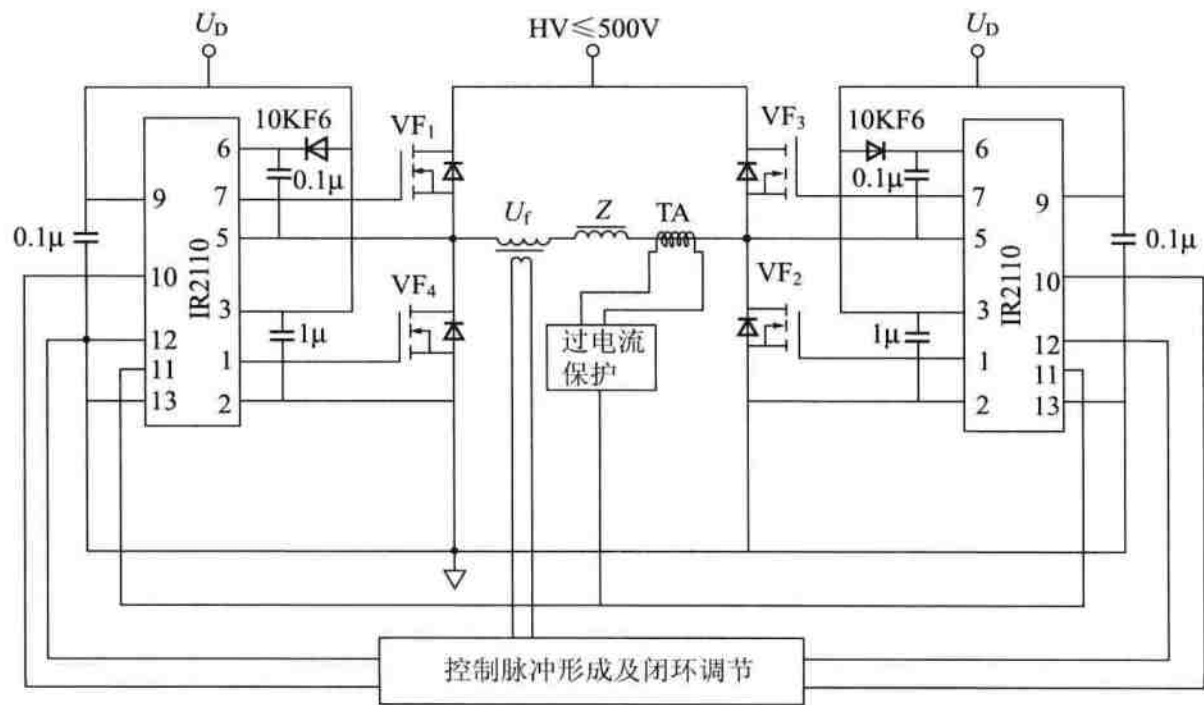 U_D
HV≤500V
U_D
10KF6
VF₁
VF₃
10KF6
6
0.1μ
9
7
0.1μ
5
10
IR2110
U_f
Z
TA
VF₄
VF₂
3
1μ
12
1
11
13
2
过电流
保护
6
0.1μ
7
9
5
0.1μ
10
IR2110
3
1μ
12
1
11
2
13
控制脉冲形成及闭环调节